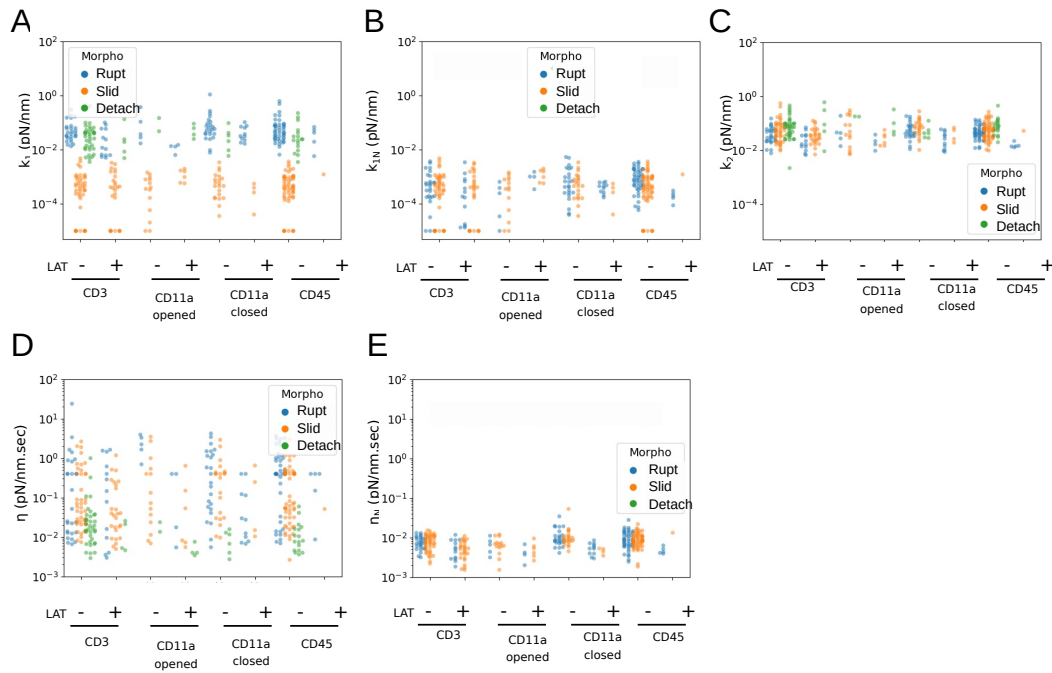 A
k₁ (pN/nm)
10²
10⁰
10⁻²
10⁻⁴
Morpho
Rupt
Slid
Detach
LAT - + - + - + - +
CD3
CD11a
opened
CD11a
closed
CD45
B
k₁N (pN/nm)
10²
10⁰
10⁻²
10⁻⁴
Morpho
Rupt
Slid
Detach
LAT - + - + - + - +
CD3
CD11a
opened
CD11a
closed
CD45
C
k₂ (pN/nm)
10²
10⁰
10⁻²
10⁻⁴
Morpho
Rupt
Slid
Detach
LAT - + - + - + - +
CD3
CD11a
opened
CD11a
closed
CD45
D
η (pN/nm.sec)
10²
10¹
10⁰
10⁻¹
10⁻²
10⁻³
Morpho
Rupt
Slid
Detach
LAT - + - + - + - +
CD3
CD11a
opened
CD11a
closed
CD45
E
(pN/nm.sec)
10²
10¹
10⁰
10⁻¹
10⁻²
10⁻³
Morpho
Rupt
Slid
Detach
LAT - + - + - + - +
CD3
CD11a
opened
CD11a
closed
CD45